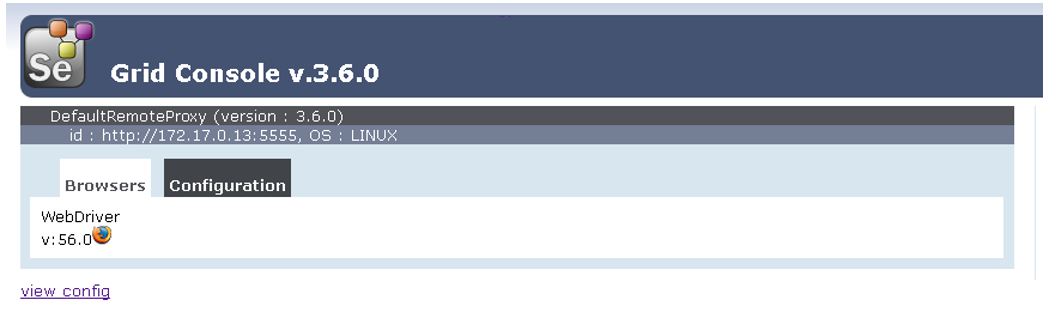 Se Grid Console v.3.6.0
DefaultRemoteProxy (version : 3.6.0)
id : http://172.17.0.13:5555, OS : LINUX
Browsers Configuration
WebDriver
v:56.0
view config